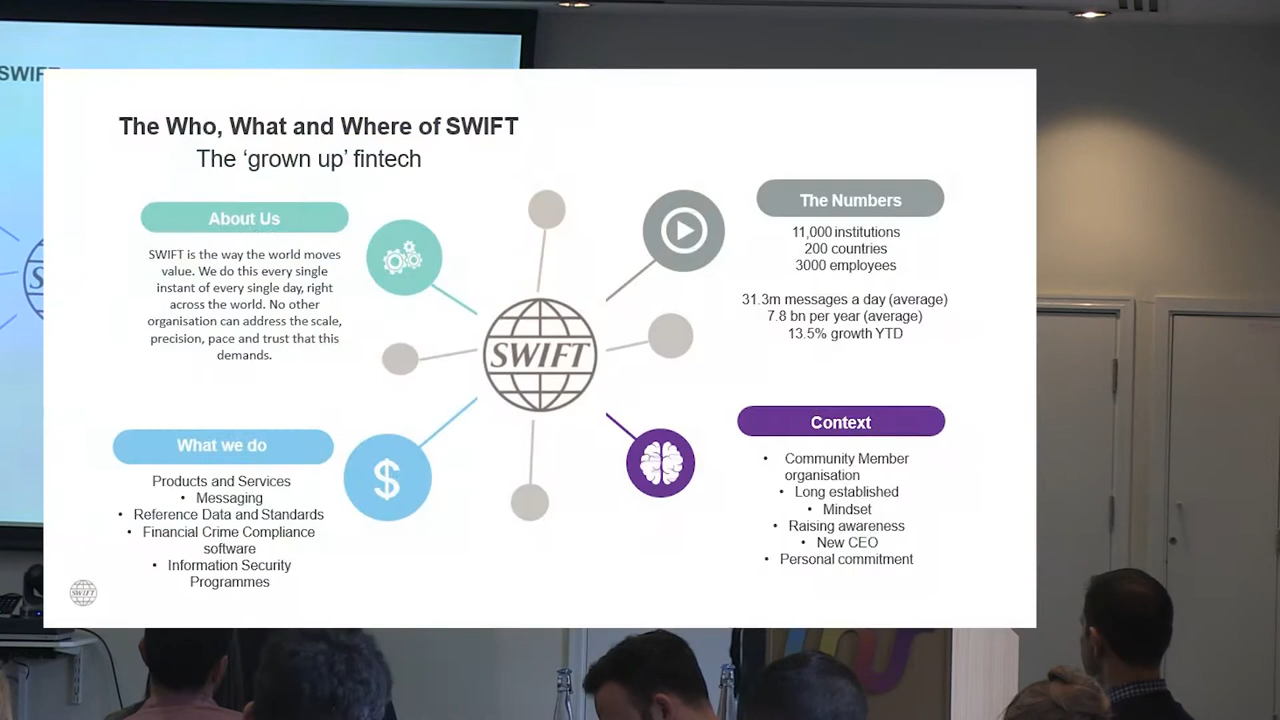 SWIFT
The Who, What and Where of SWIFT
The ‘grown up’ fintech
About Us
SWIFT is the way the world moves
value. We do this every single
instant of every single day, right
across the world. No other
organisation can address the scale,
precision, pace and trust that this
demands.
The Numbers
11,000 institutions
200 countries
3000 employees
31.3m messages a day (average)
7.8 bn per year (average)
13.5% growth YTD
SWIFT
What we do
Products and Services
• Messaging
• Reference Data and Standards
• Financial Crime Compliance
software
• Information Security
Programmes
Context
• Community Member
organisation
• Long established
• Mindset
• Raising awareness
• New CEO
• Personal commitment
$
SWIFT